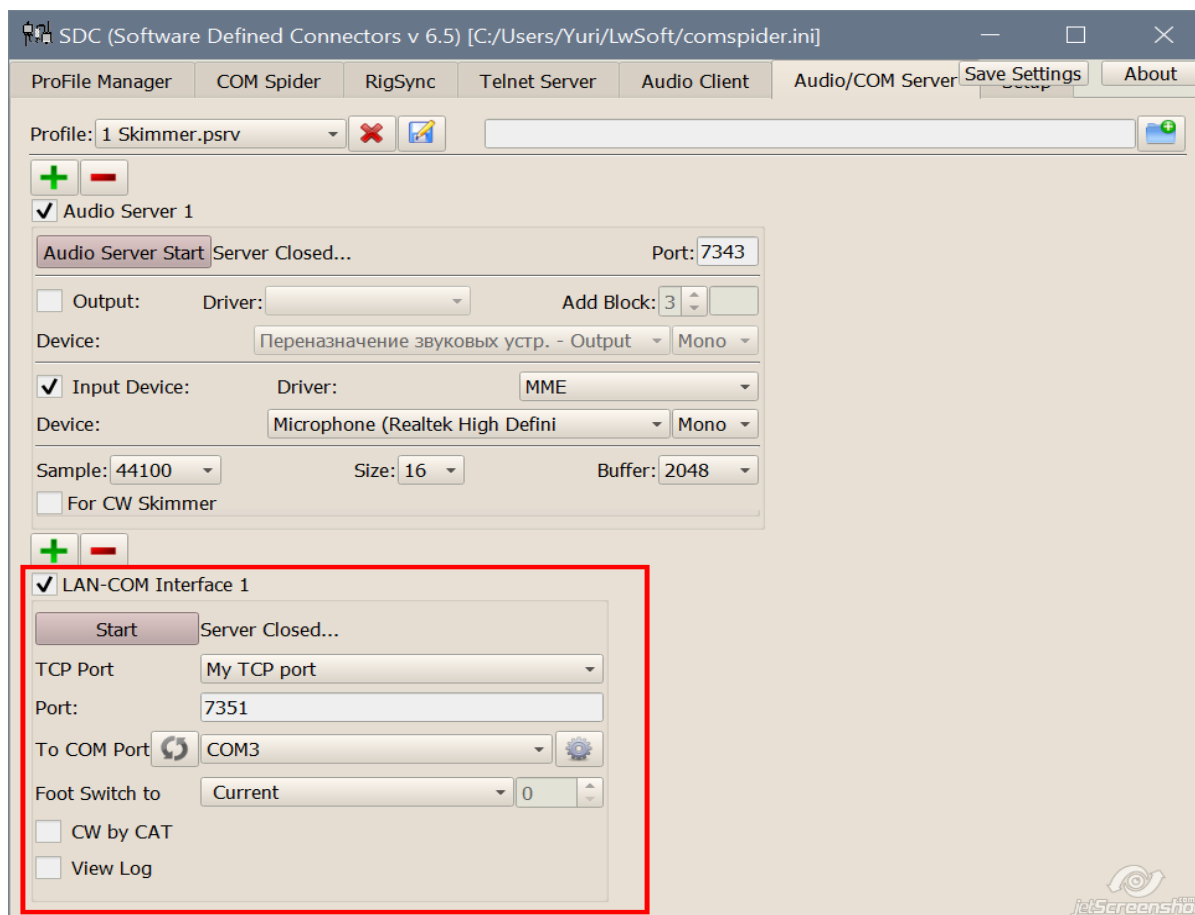 SDC (Software Defined Connectors v 6.5) [C:/Users/Yuri/LwSoft/comspider.ini]
ProFile Manager COM Spider RigSync Telnet Server Audio Client Audio/COM Server Save Settings About
Setup
Profile: 1 Skimmer.psrv
Audio Server 1
Audio Server Start Server Closed... Port: 7343
Output: Driver: Add Block: 3
Device: Переназначение звуковых устр. - Output Mono
Input Device: Driver: MME
Device: Microphone (Realtek High Defini Mono
Sample: 44100 Size: 16 Buffer: 2048
For CW Skimmer
LAN-COM Interface 1
Start Server Closed...
TCP Port My TCP port
Port: 7351
To COM Port COM3
Foot Switch to Current 0
CW by CAT
View Log